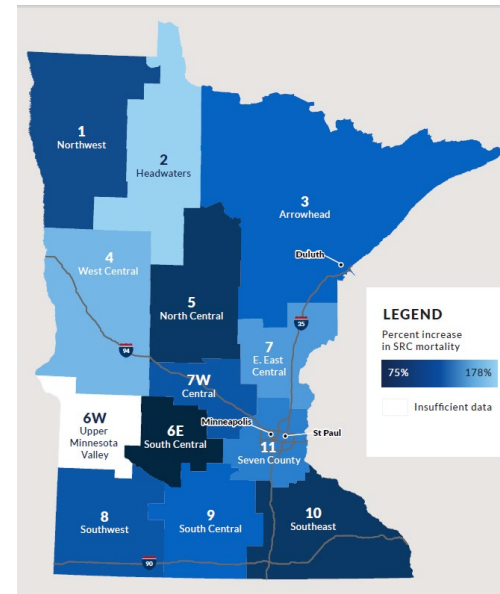 1
Northwest
2
Headwaters
3
Arrowhead
Duluth
4
West Central
5
North Central
35
LEGEND
Percent increase
in SRC mortality
75%
178%
Insufficient data
7
E. East
Central
94
7W
Central
6W
Upper
Minnesota
Valley
Minneapolis
St Paul
6E
South Central
11
Seven County
8
Southwest
9
South Central
10
Southeast
90